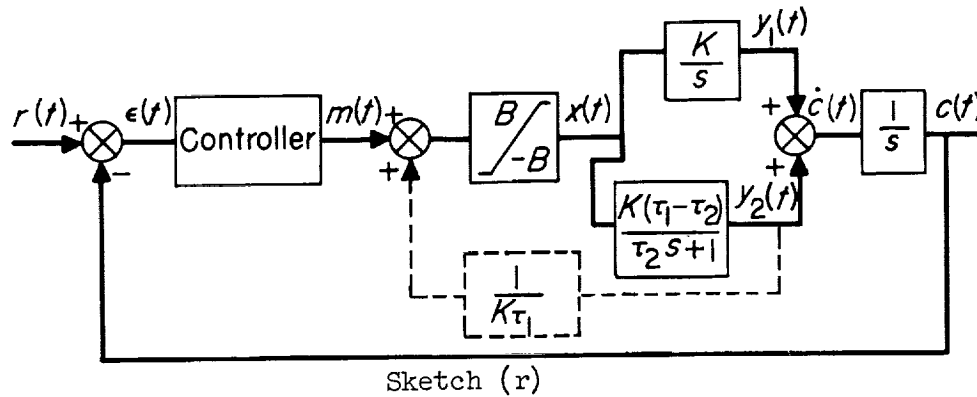 y₁(t)
K
s
r(t)
+
ϵ(t)
Controller
m(t)
+
B
-B
x(t)
+
ċ(t)
1
s
c(t)
-
+
+
K(τ₁-τ₂)
τ₂s+1
y₂(t)
1
Kτ₁
Sketch (r)